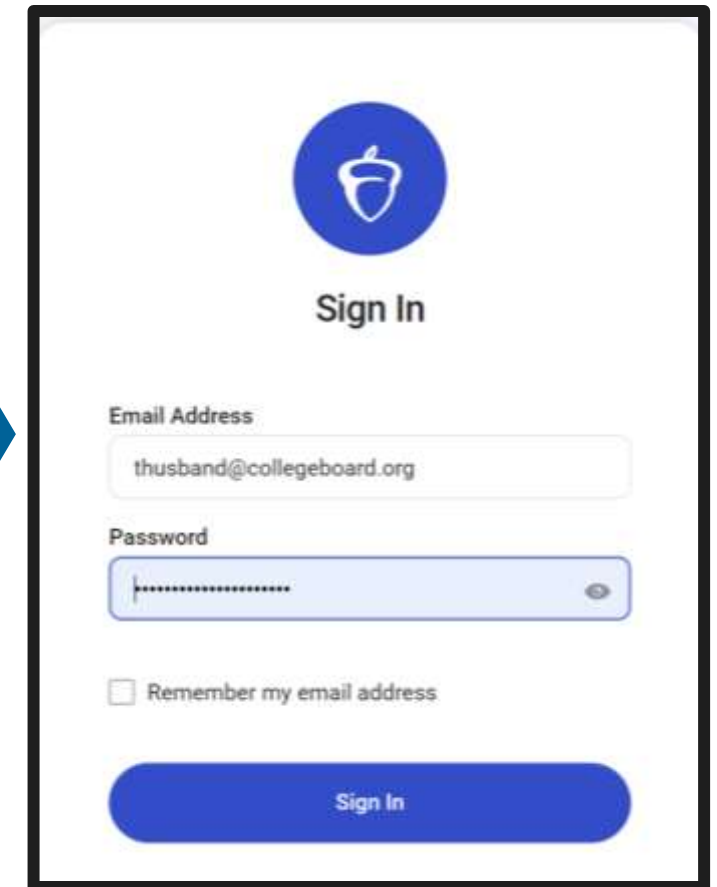 Sign In
Email Address
thusband@collegeboard.org
Password
Remember my email address
Sign In